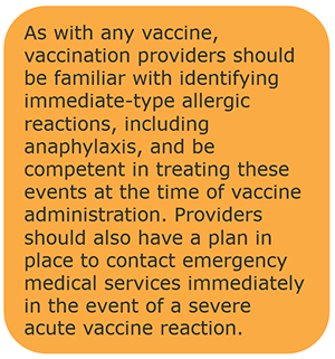 As with any vaccine,
vaccination providers should
be familiar with identifying
immediate-type allergic
reactions, including
anaphylaxis, and be
competent in treating these
events at the time of vaccine
administration. Providers
should also have a plan in
place to contact emergency
medical services immediately
in the event of a severe
acute vaccine reaction.